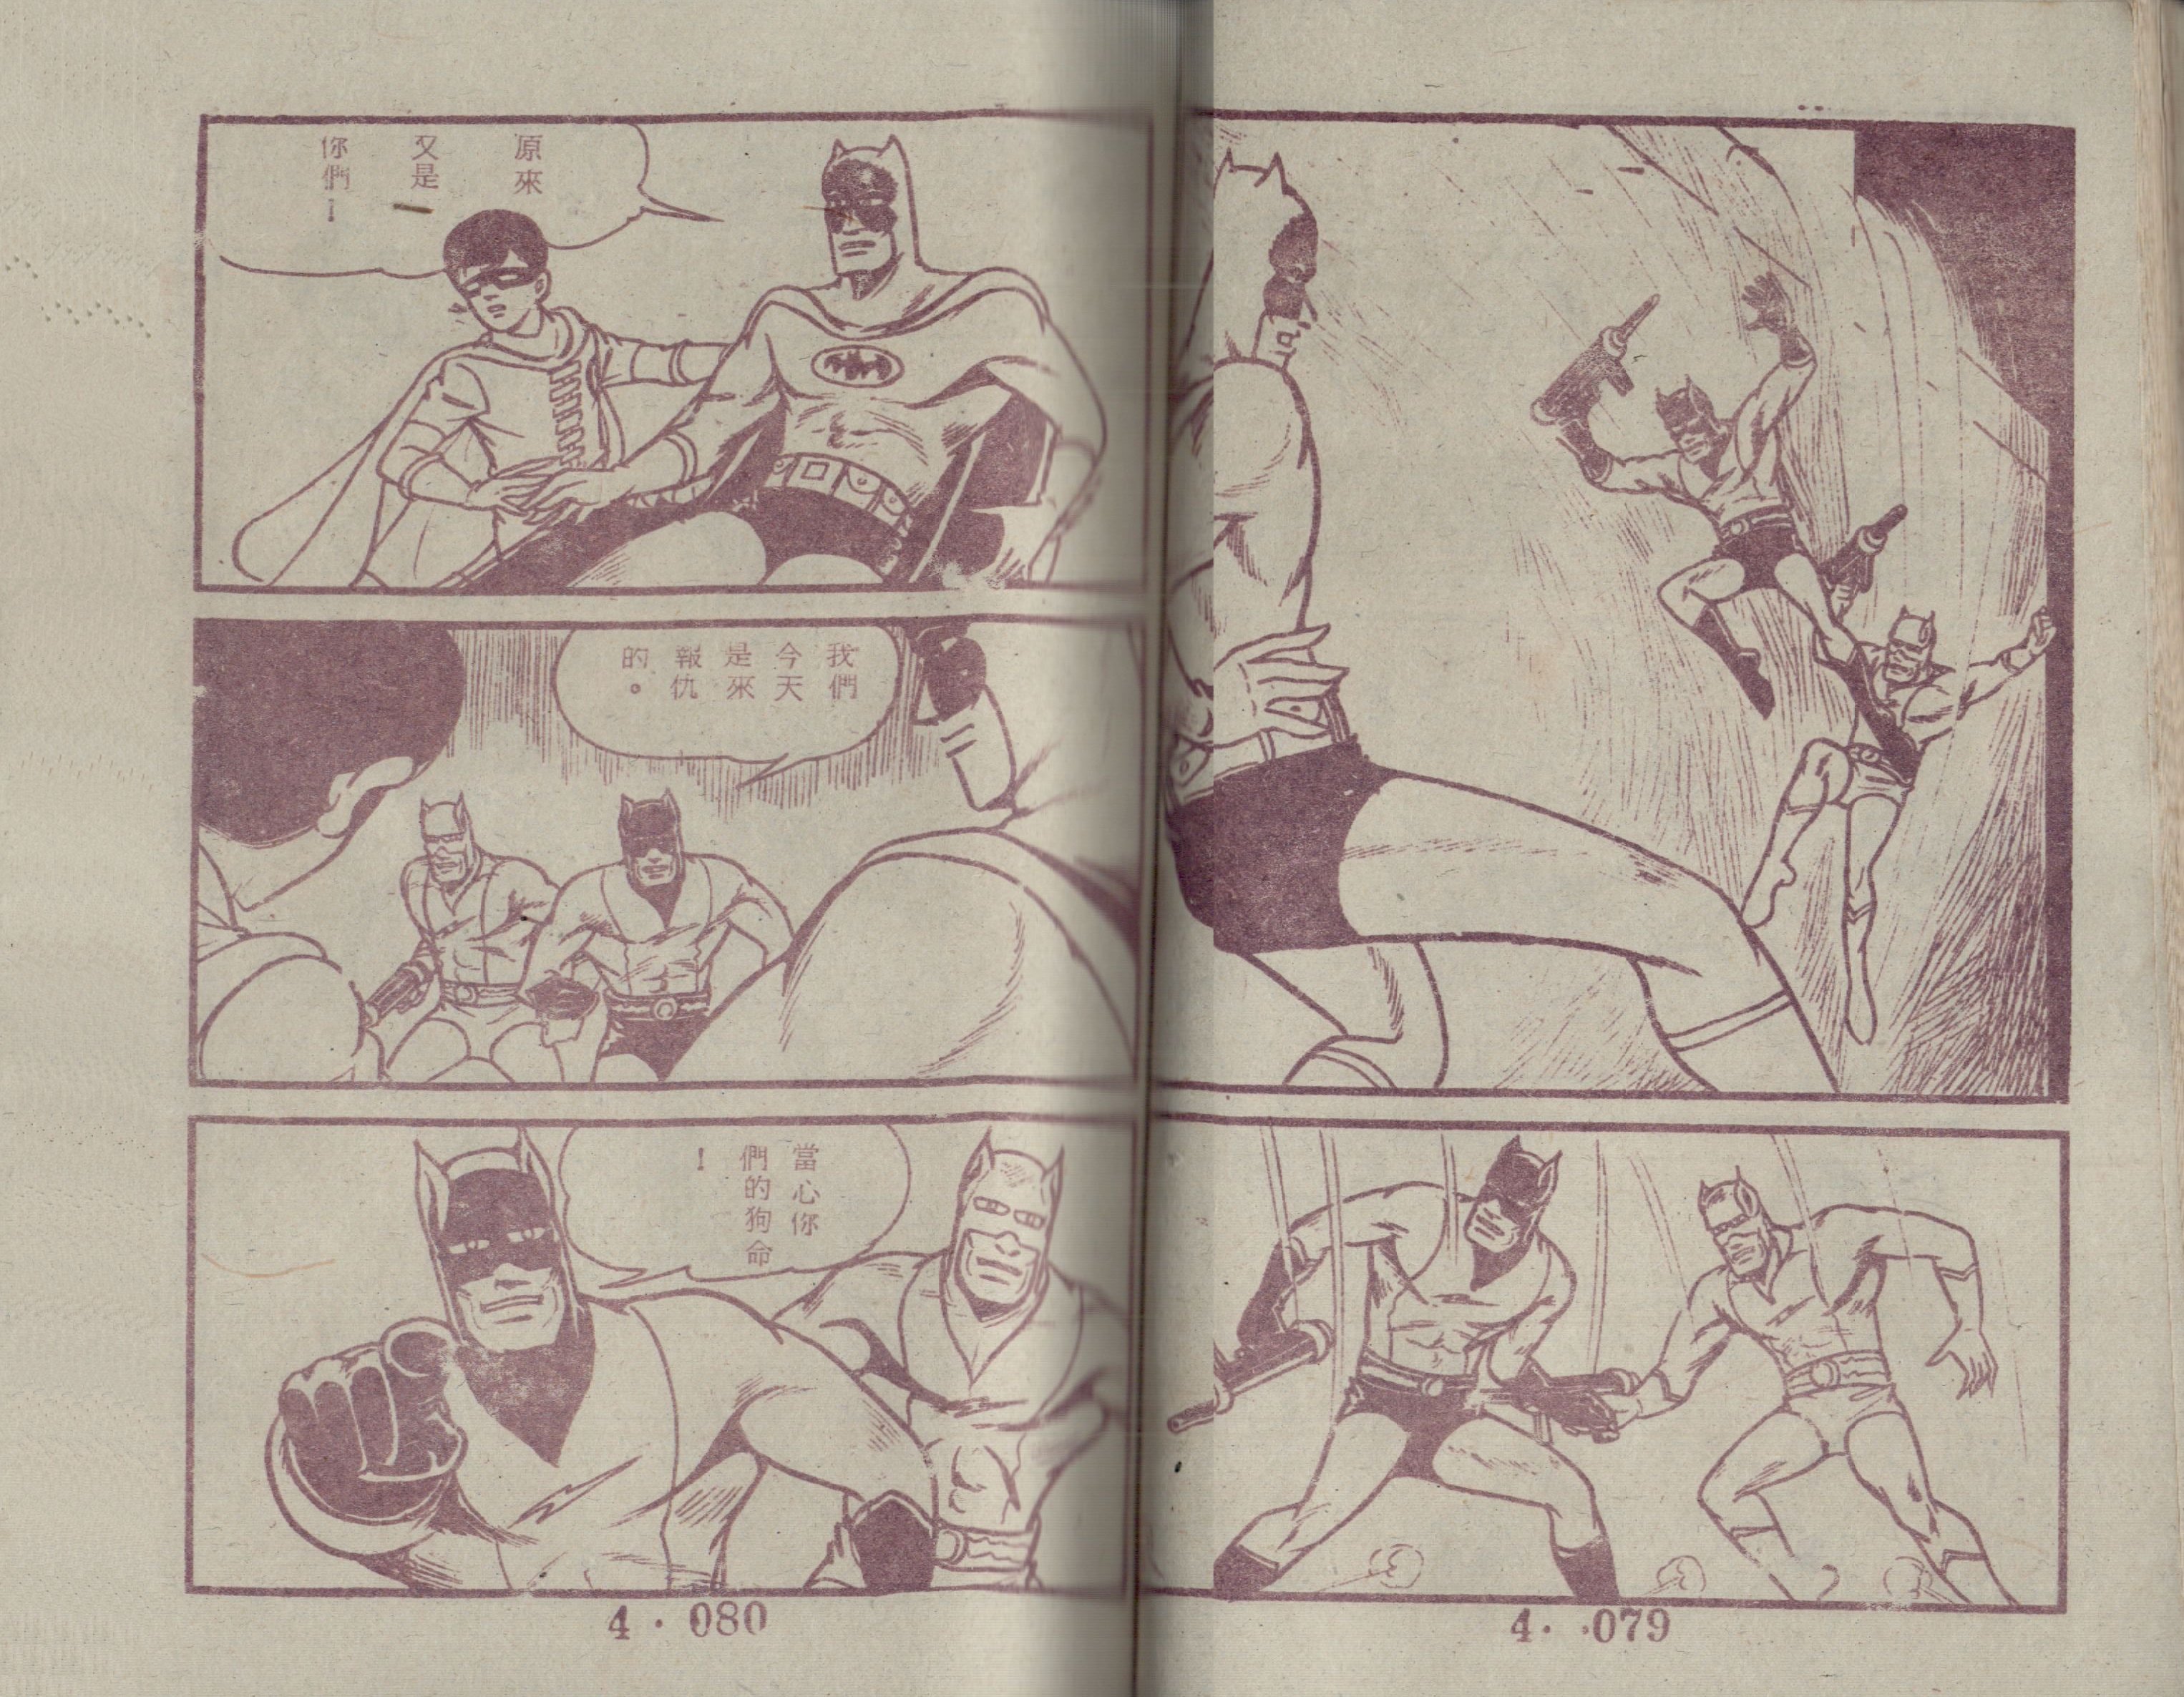 4··079
原來
又是
你們！
我們
今天
是來
報仇
的。
當心你
們的狗命
！
4·080